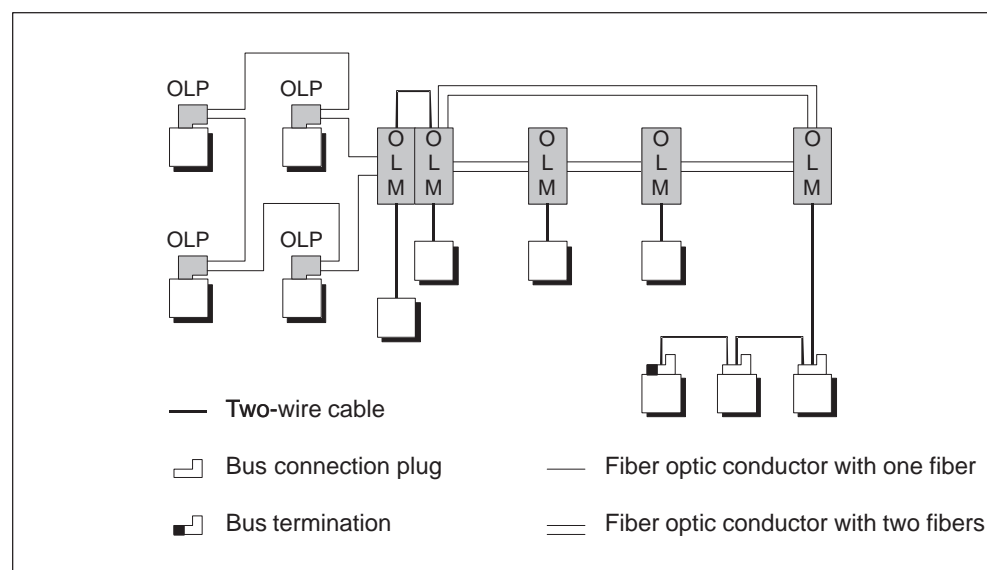 OLP
OLP
O
L
M
O
L
M
O
L
M
O
L
M
O
L
M
OLP
OLP
Two-wire cable
Bus connection plug
Fiber optic conductor with one fiber
Bus termination
Fiber optic conductor with two fibers